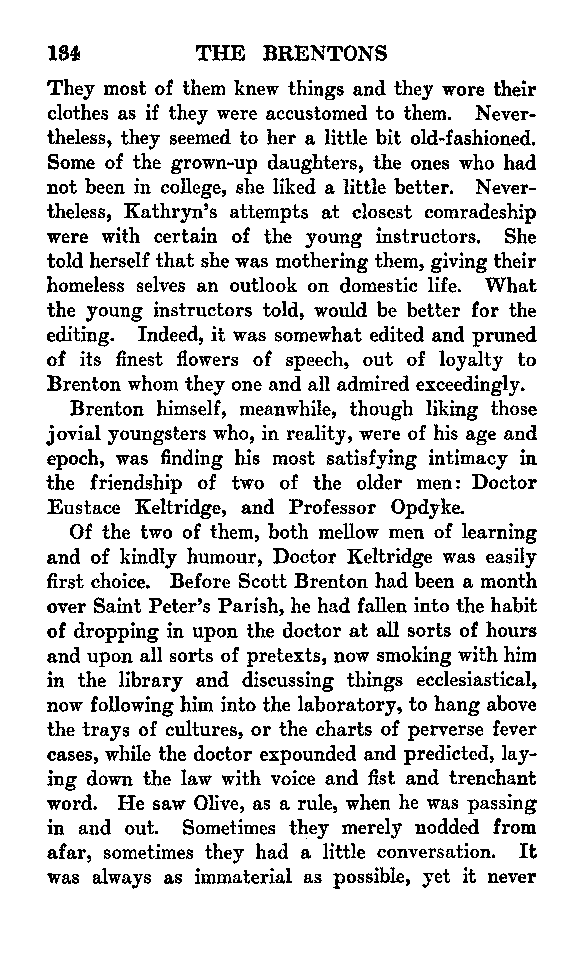 134 THE BRENTONS
They most of them knew things and they wore their
clothes as if they were accustomed to them. Never-
theless, they seemed to her a little bit old-fashioned.
Some of the grown-up daughters, the ones who had
not been in college, she liked a little better. Never-
theless, Kathryn's attempts at closest comradeship
were with certain of the young instructors. She
told herself that she was mothering them, giving their
homeless selves an outlook on domestic life. What
the young instructors told, would be better for the
editing. Indeed, it was somewhat edited and pruned
of its finest flowers of speech, out of loyalty to
Brenton whom they one and all admired exceedingly.
Brenton himself, meanwhile, though liking those
jovial youngsters who, in reality, were of his age and
epoch, was finding his most satisfying intimacy in
the friendship of two of the older men: Doctor
Eustace Keltridge, and Professor Opdyke.
Of the two of them, both mellow men of learning
and of kindly humour, Doctor Keltridge was easily
first choice. Before Scott Brenton had been a month
over Saint Peter's Parish, he had fallen into the habit
of dropping in upon the doctor at all sorts of hours
and upon all sorts of pretexts, now smoking with him
in the library and discussing things ecclesiastical,
now following him into the laboratory, to hang above
the trays of cultures, or the charts of perverse fever
cases, while the doctor expounded and predicted, lay-
ing down the law with voice and fist and trenchant
word. He saw Olive, as a rule, when he was passing
in and out. Sometimes they merely nodded from
afar, sometimes they had a little conversation. It
was always as immaterial as possible, yet it never